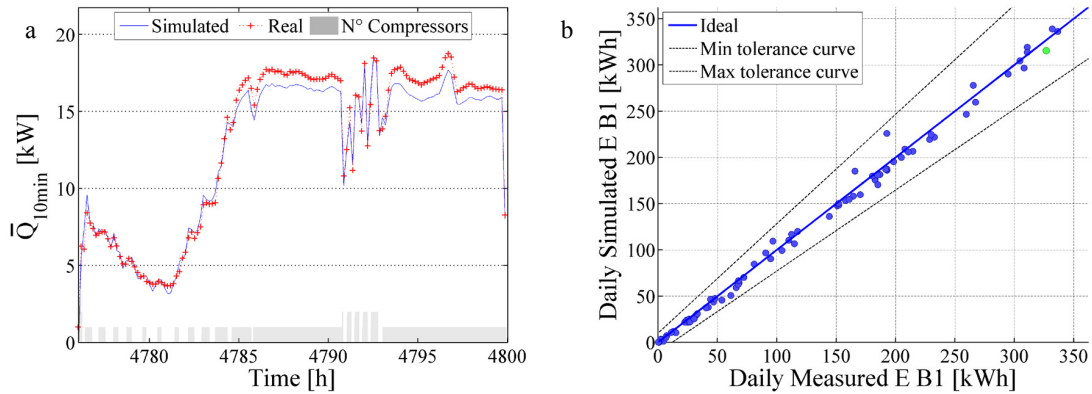 a
Simulated Real N° Compressors
20
15
10
5
0
Q̄10min [kW]
4780 4785 4790 4795 4800
Time [h]
b
Ideal
Min tolerance curve
Max tolerance curve
350
300
250
200
150
100
50
0
Daily Simulated E B1 [kWh]
0 50 100 150 200 250 300 350
Daily Measured E B1 [kWh]